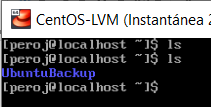 CentOS-LVM (Instantánea 2
[peroj@localhost ~]$ ls
[peroj@localhost ~]$ ls
UbuntuBackup
[peroj@localhost ~]$